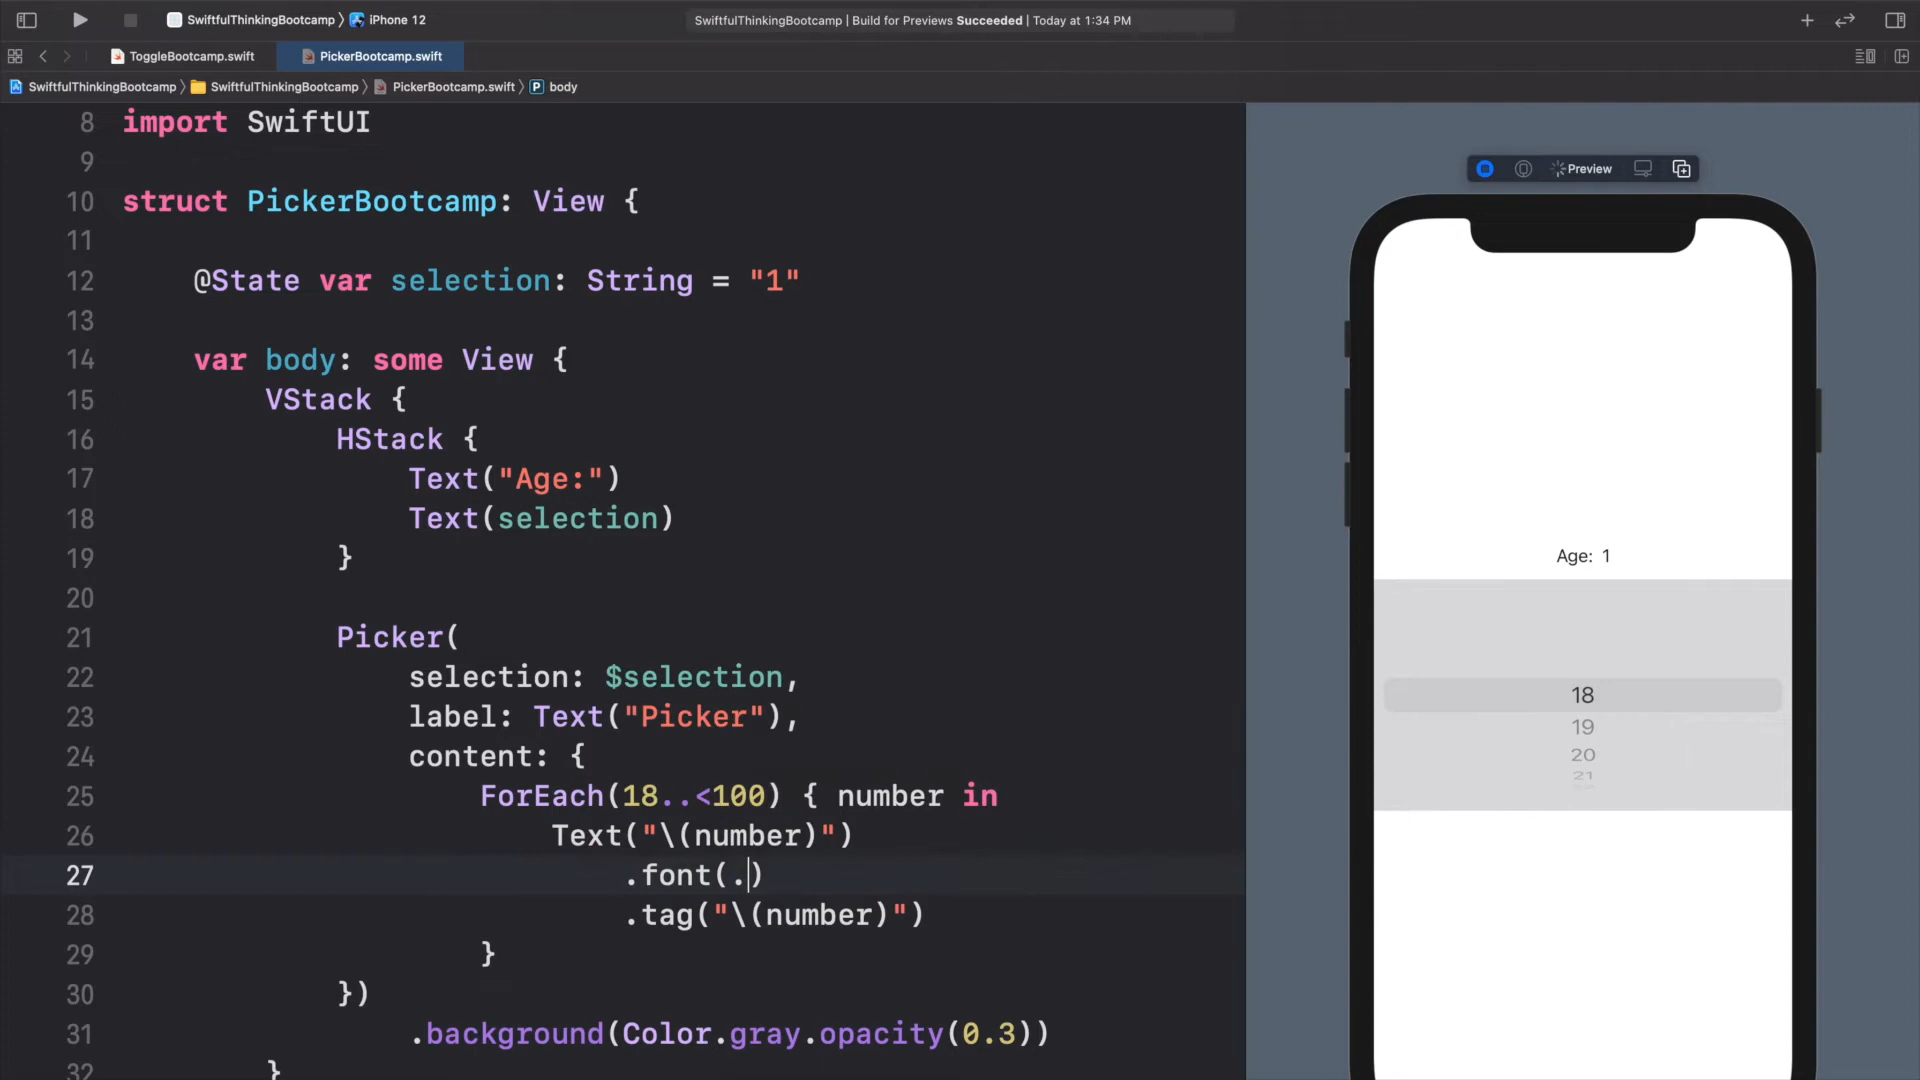 SwiftfulThinkingBootcamp › iPhone 12
SwiftfulThinkingBootcamp | Build for Previews Succeeded | Today at 1:34 PM
ToggleBootcamp.swift PickerBootcamp.swift
SwiftfulThinkingBootcamp › SwiftfulThinkingBootcamp › PickerBootcamp.swift › P body
8 import SwiftUI
9
10 struct PickerBootcamp: View {
11
12 @State var selection: String = "1"
13
14 var body: some View {
15 VStack {
16 HStack {
17 Text("Age:")
18 Text(selection)
19 }
20
21 Picker(
22 selection: $selection,
23 label: Text("Picker"),
24 content: {
25 ForEach(18..<100) { number in
26 Text("\(number)")
27 .font(.)
28 .tag("\(number)")
29 }
30 })
31 .background(Color.gray.opacity(0.3))
32 }
Preview
Age: 1
18
19
20
21